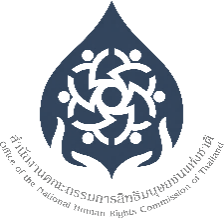 สำนักงานคณะกรรมการสิทธิมนุษยชนแห่งชาติ
Office of the National Human Rights Commission of Thailand